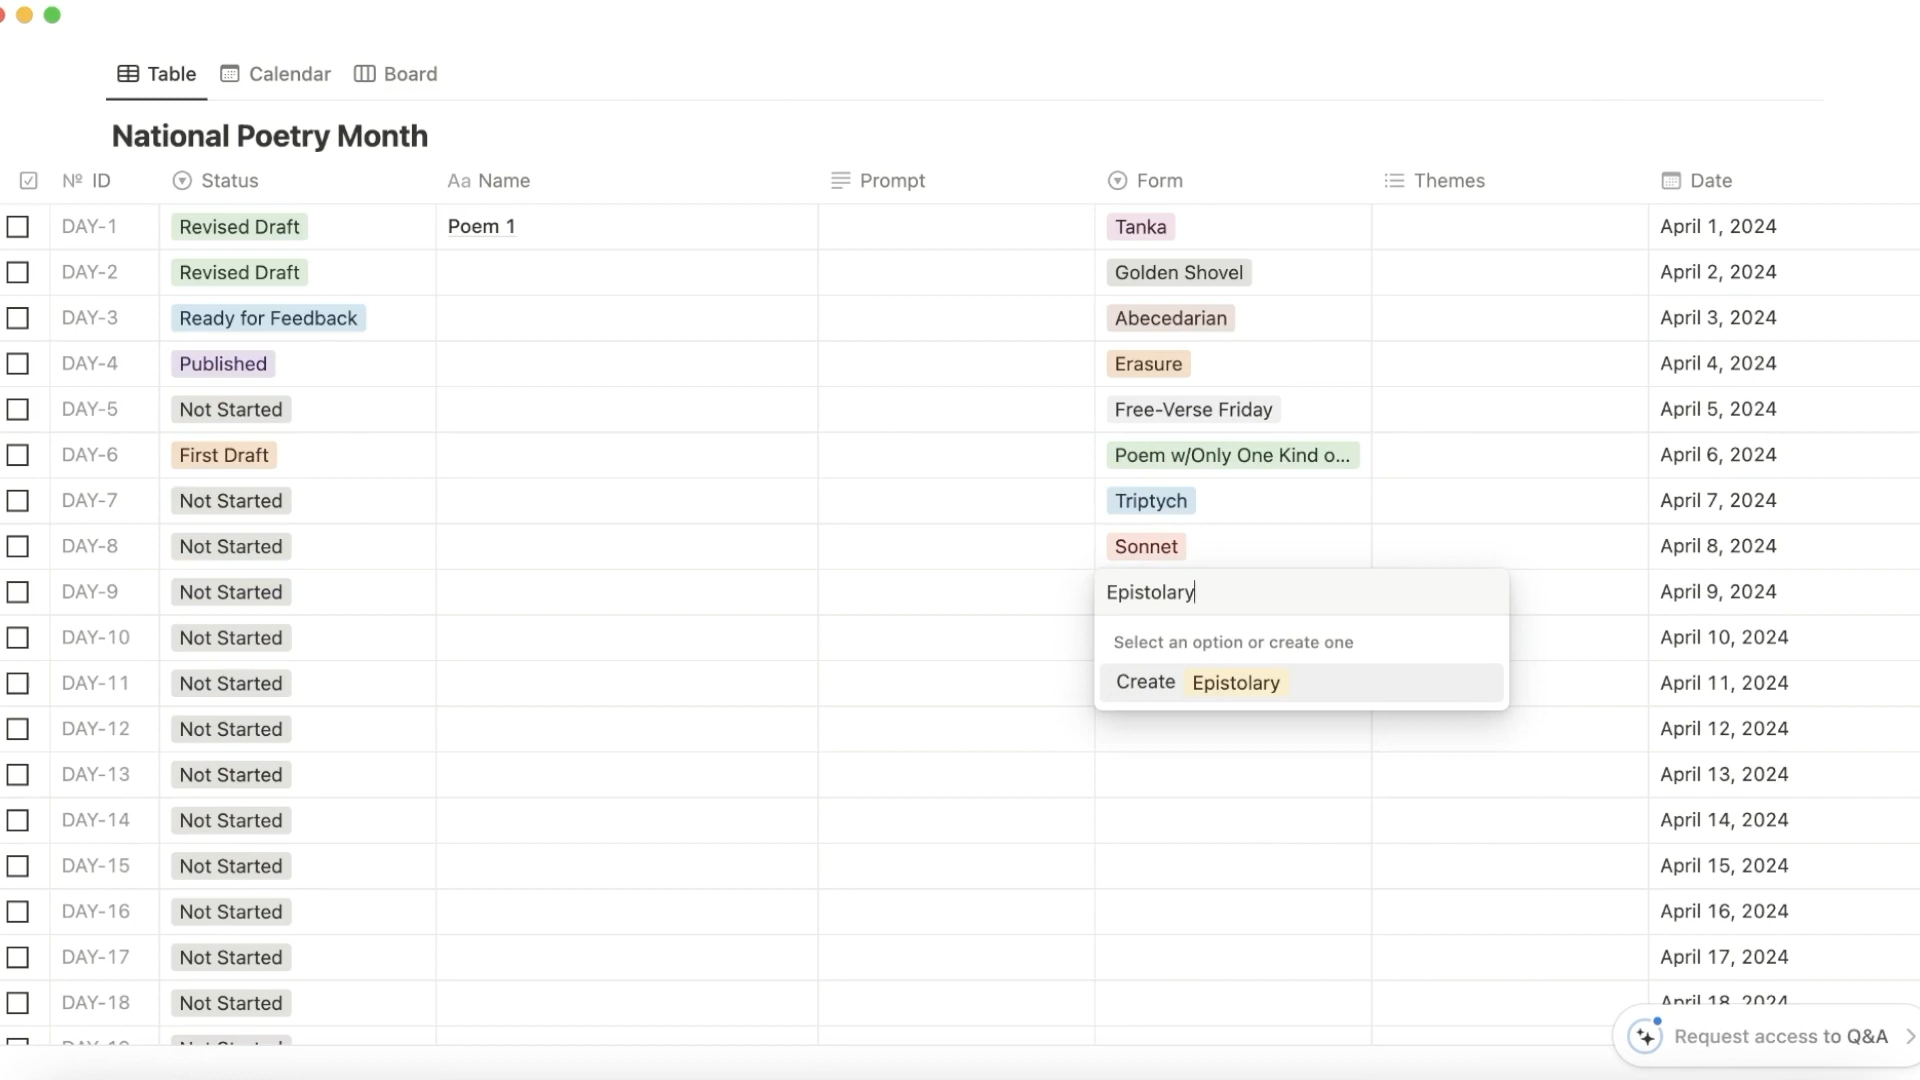 Table Calendar Board
National Poetry Month
Nº ID Status Aa Name Prompt Form Themes Date
DAY-1 Revised Draft Poem 1 Tanka April 1, 2024
DAY-2 Revised Draft Golden Shovel April 2, 2024
DAY-3 Ready for Feedback Abecedarian April 3, 2024
DAY-4 Published Erasure April 4, 2024
DAY-5 Not Started Free-Verse Friday April 5, 2024
DAY-6 First Draft Poem w/Only One Kind o... April 6, 2024
DAY-7 Not Started Triptych April 7, 2024
DAY-8 Not Started Sonnet April 8, 2024
DAY-9 Not Started Epistolary April 9, 2024
DAY-10 Not Started Select an option or create one April 10, 2024
DAY-11 Not Started Create Epistolary April 11, 2024
DAY-12 Not Started April 12, 2024
DAY-13 Not Started April 13, 2024
DAY-14 Not Started April 14, 2024
DAY-15 Not Started April 15, 2024
DAY-16 Not Started April 16, 2024
DAY-17 Not Started April 17, 2024
DAY-18 Not Started April 18, 2024
Request access to Q&A